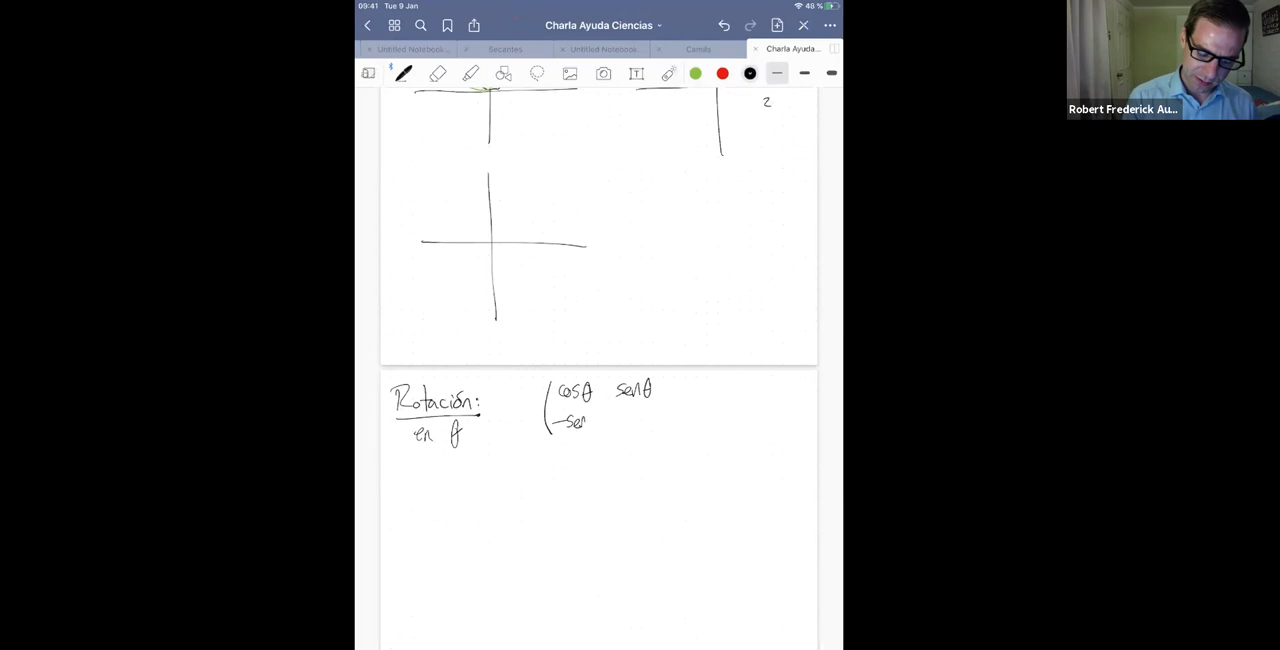 09:41 Tue 9 Jan
48 %
Charla Ayuda Ciencias
Untitled Notebook...
Secantes
Untitled Notebook
Camila
Charla Ayuda...
T
Robert Frederick Au...
2
Rotación:
en θ
cosθ senθ
-sen